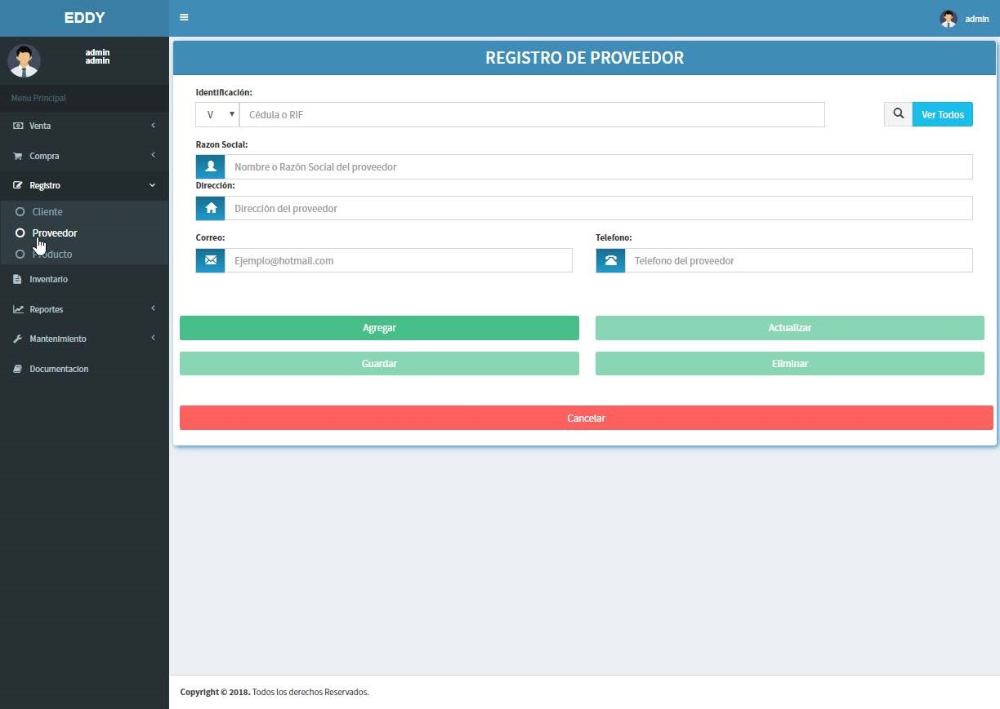 EDDY
admin
admin
admin
Menu Principal
Venta
Compra
Registro
Cliente
Proveedor
Producto
Inventario
Reportes
Mantenimiento
Documentacion
REGISTRO DE PROVEEDOR
Identificación:
V Cédula o RIF Ver Todos
Razon Social:
Nombre o Razón Social del proveedor
Dirección:
Dirección del proveedor
Correo: Telefono:
Ejemplo@hotmail.com Telefono del proveedor
Agregar Actualizar
Guardar Eliminar
Cancelar
Copyright © 2018. Todos los derechos Reservados.